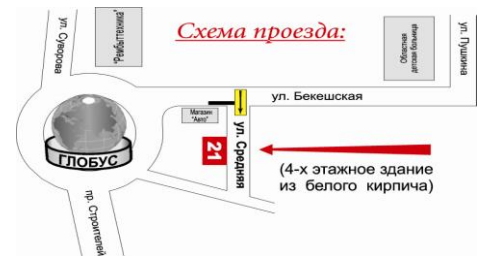 Схема проезда:
ул. Суворова
"Рембыттехника"
Областная
детская больница
ул. Пушкина
ул. Бекешская
Магазин
"Авто"
ГЛОБУС
21
ул. Средняя
(4-х этажное здание
из белого кирпича)
пр. Строителей